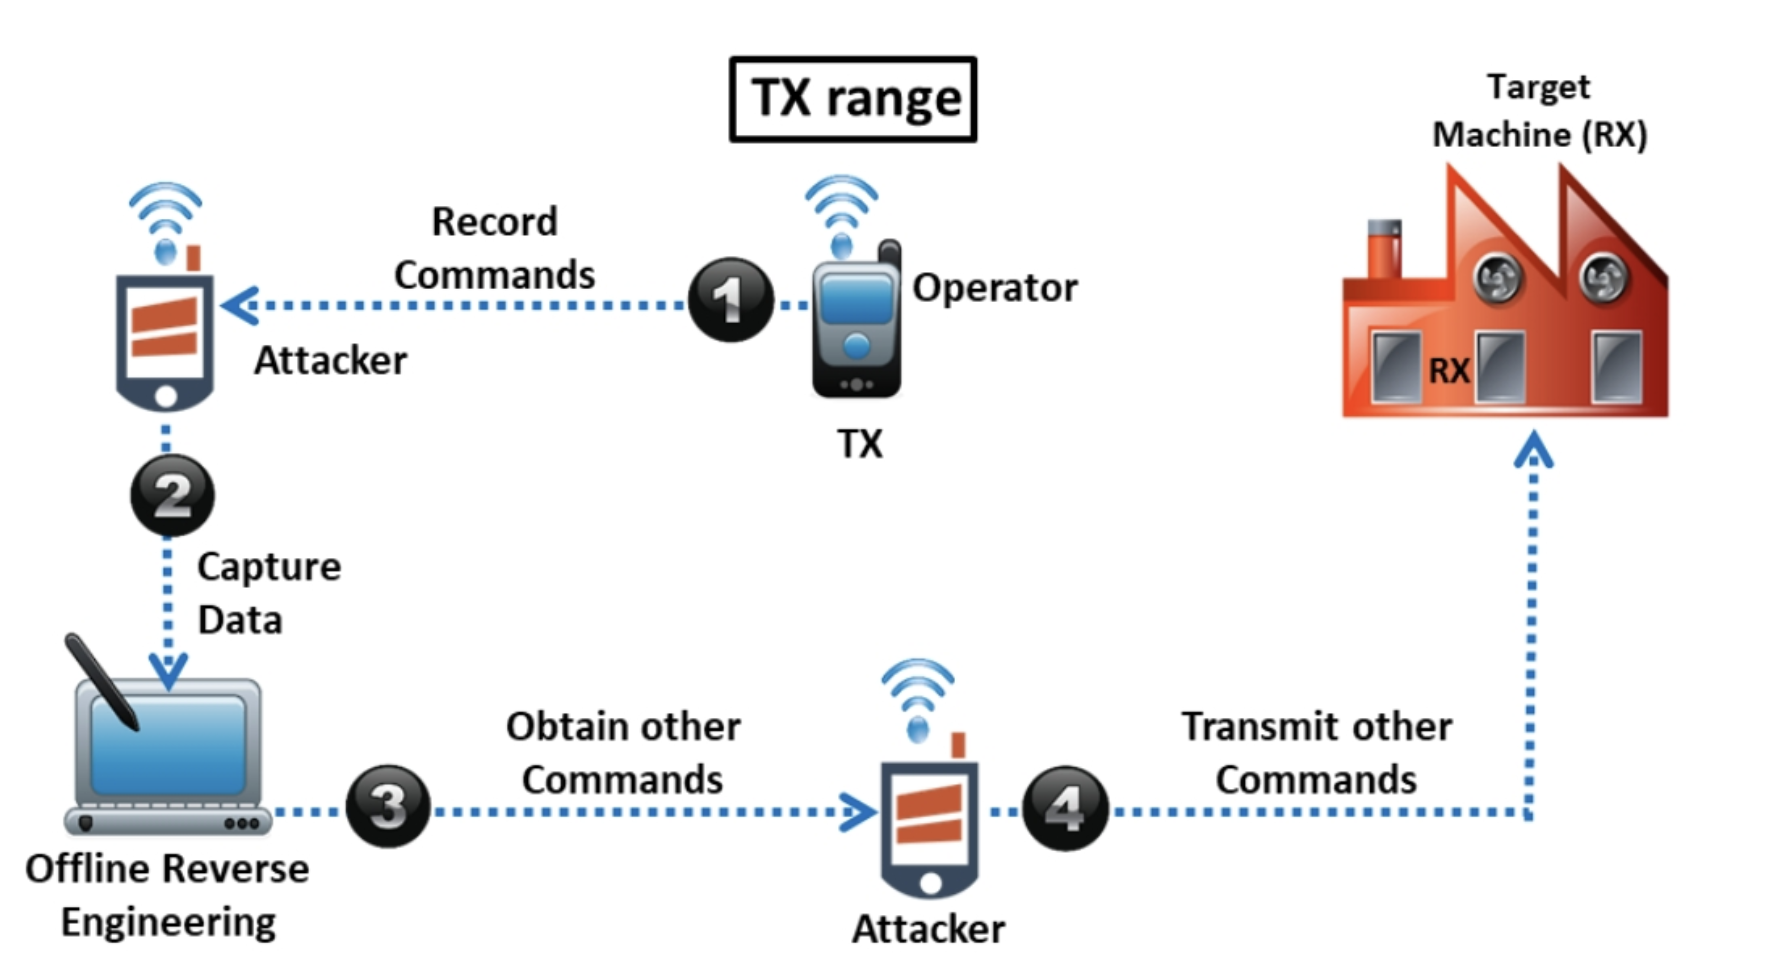 TX range
Target
Machine (RX)
Record
Commands
1
Operator
Attacker
RX
TX
2
Capture
Data
Obtain other
Commands
3
Transmit other
Commands
4
Offline Reverse
Engineering
Attacker